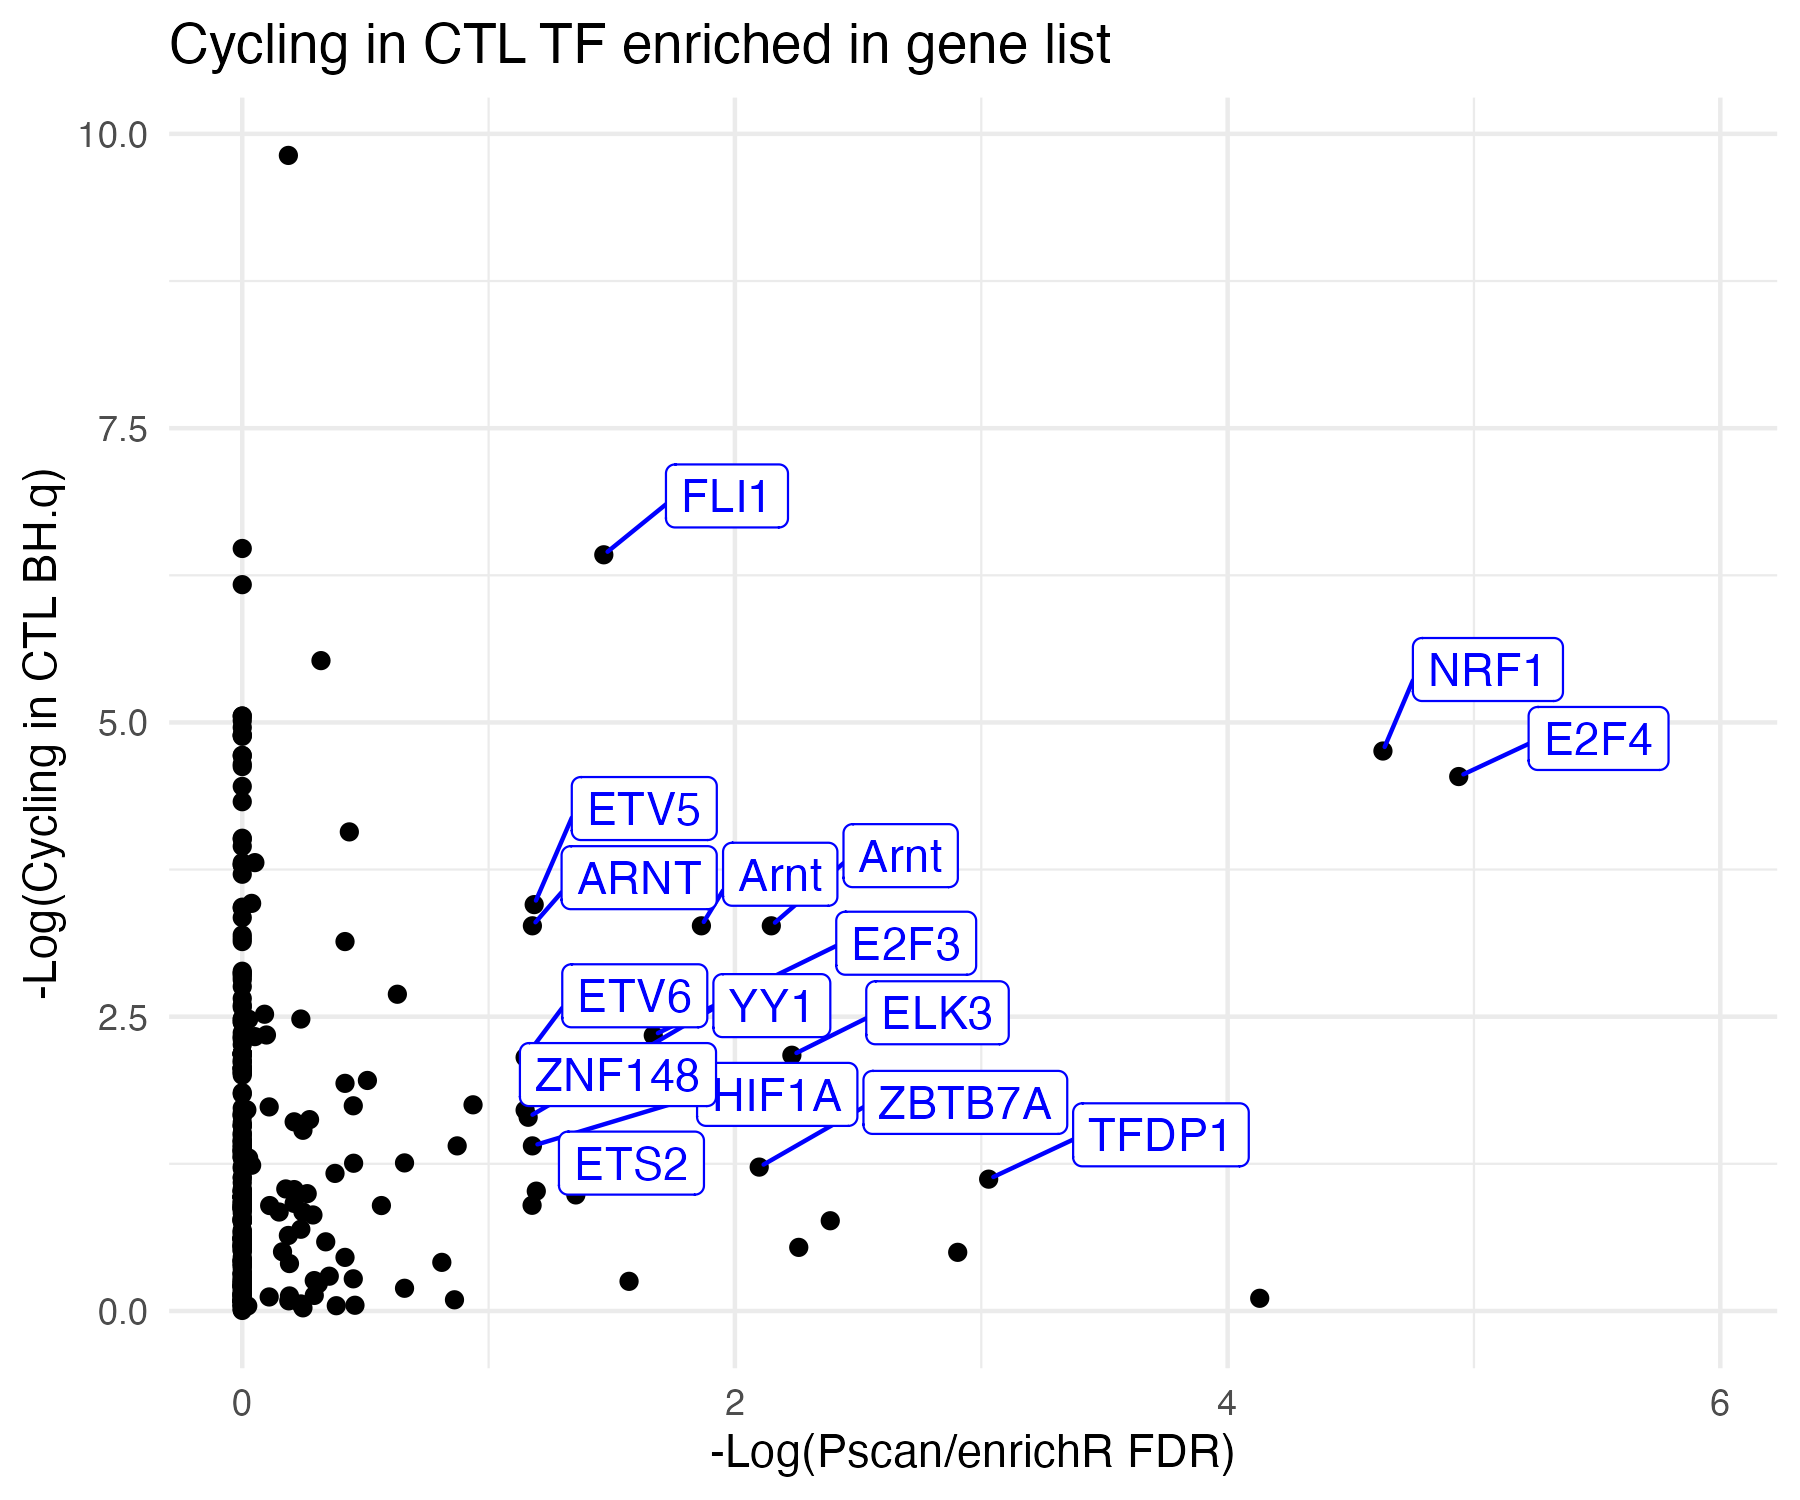 Cycling in CTL TF enriched in gene list
-Log(Cycling in CTL BH.q)
10.0
7.5
5.0
2.5
0.0
FLI1
NRF1
E2F4
ETV5
Arnt
ARNT
Arnt
E2F3
ETV6
YY1
ELK3
ZNF148
HIF1A
ZBTB7A
TFDP1
ETS2
0
2
4
6
-Log(Pscan/enrichR FDR)